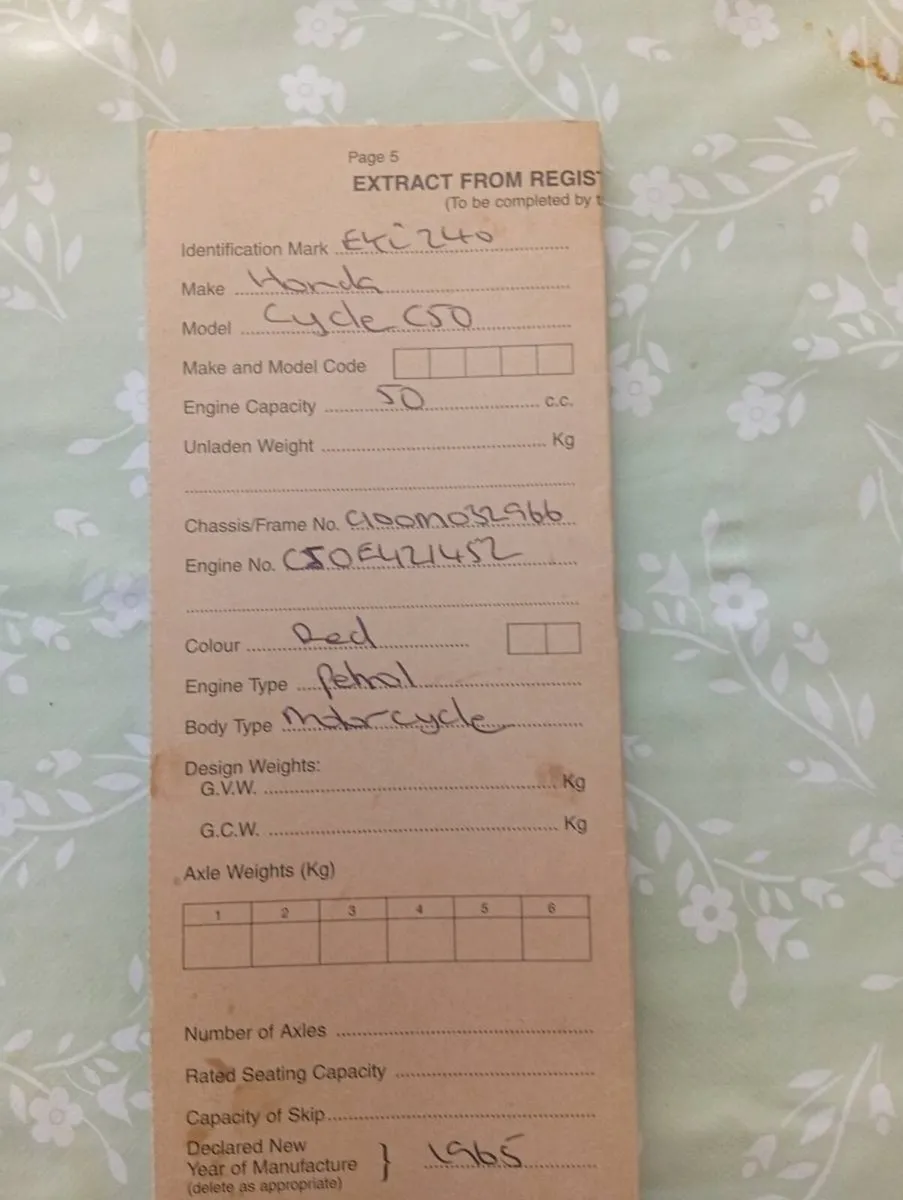 Page 5
EXTRACT FROM REGIS
(To be completed by t
Identification Mark EKI 240
Make Honda
Model Cycle C50
Make and Model Code
Engine Capacity 50 c.c.
Unladen Weight Kg
Chassis/Frame No. C100M032966
Engine No. C50E421452
Colour Red
Engine Type Petrol
Body Type Motorcycle
Design Weights:
G.V.W. Kg
G.C.W. Kg
Axle Weights (Kg)
1 2 3 4 5 6
Number of Axles
Rated Seating Capacity
Capacity of Skip
Declared New
Year of Manufacture } 1965
(delete as appropriate)